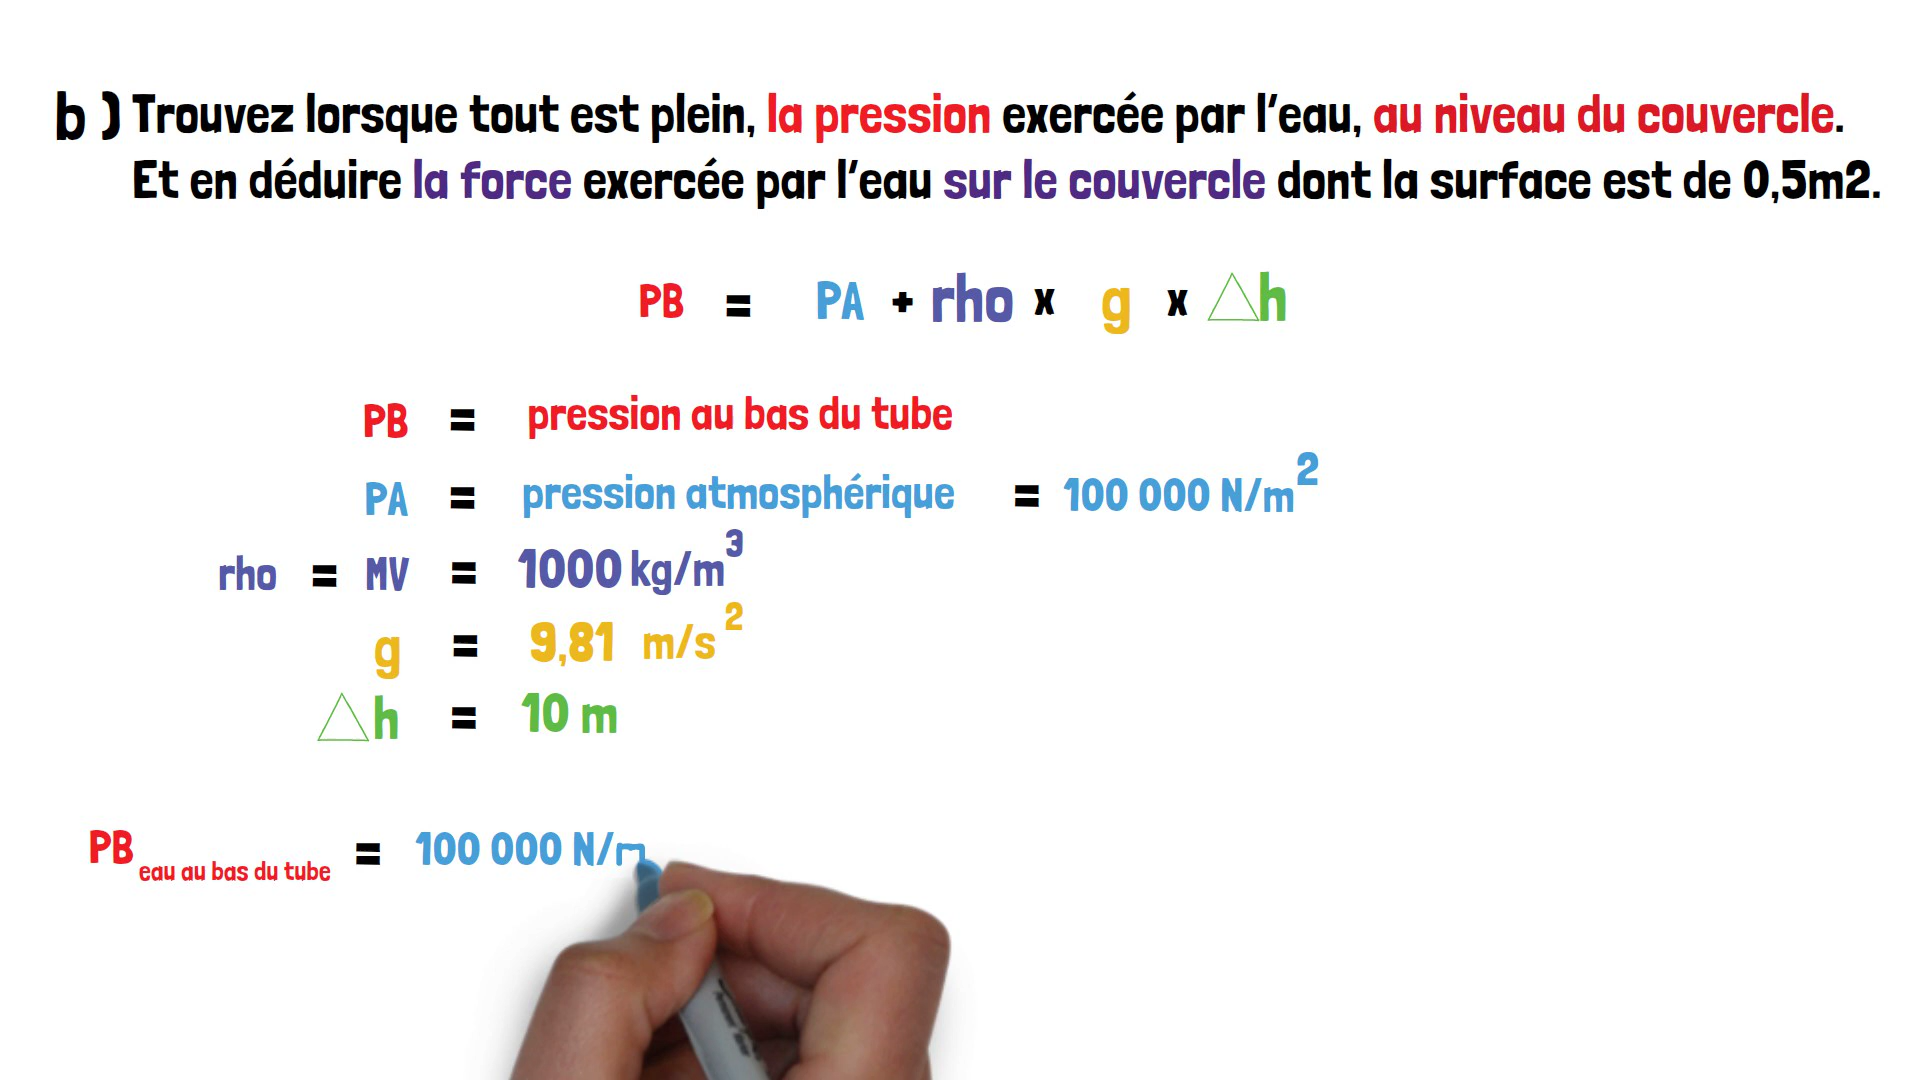 b ) Trouvez lorsque tout est plein, la pression exercée par l'eau, au niveau du couvercle.
Et en déduire la force exercée par l'eau sur le couvercle dont la surface est de 0,5m2.
PB = PA + rho x g x △h
PB = pression au bas du tube
PA = pression atmosphérique = 100 000 N/m²
rho = MV = 1000 kg/m³
g = 9,81 m/s²
△h = 10 m
PB eau au bas du tube = 100 000 N/m